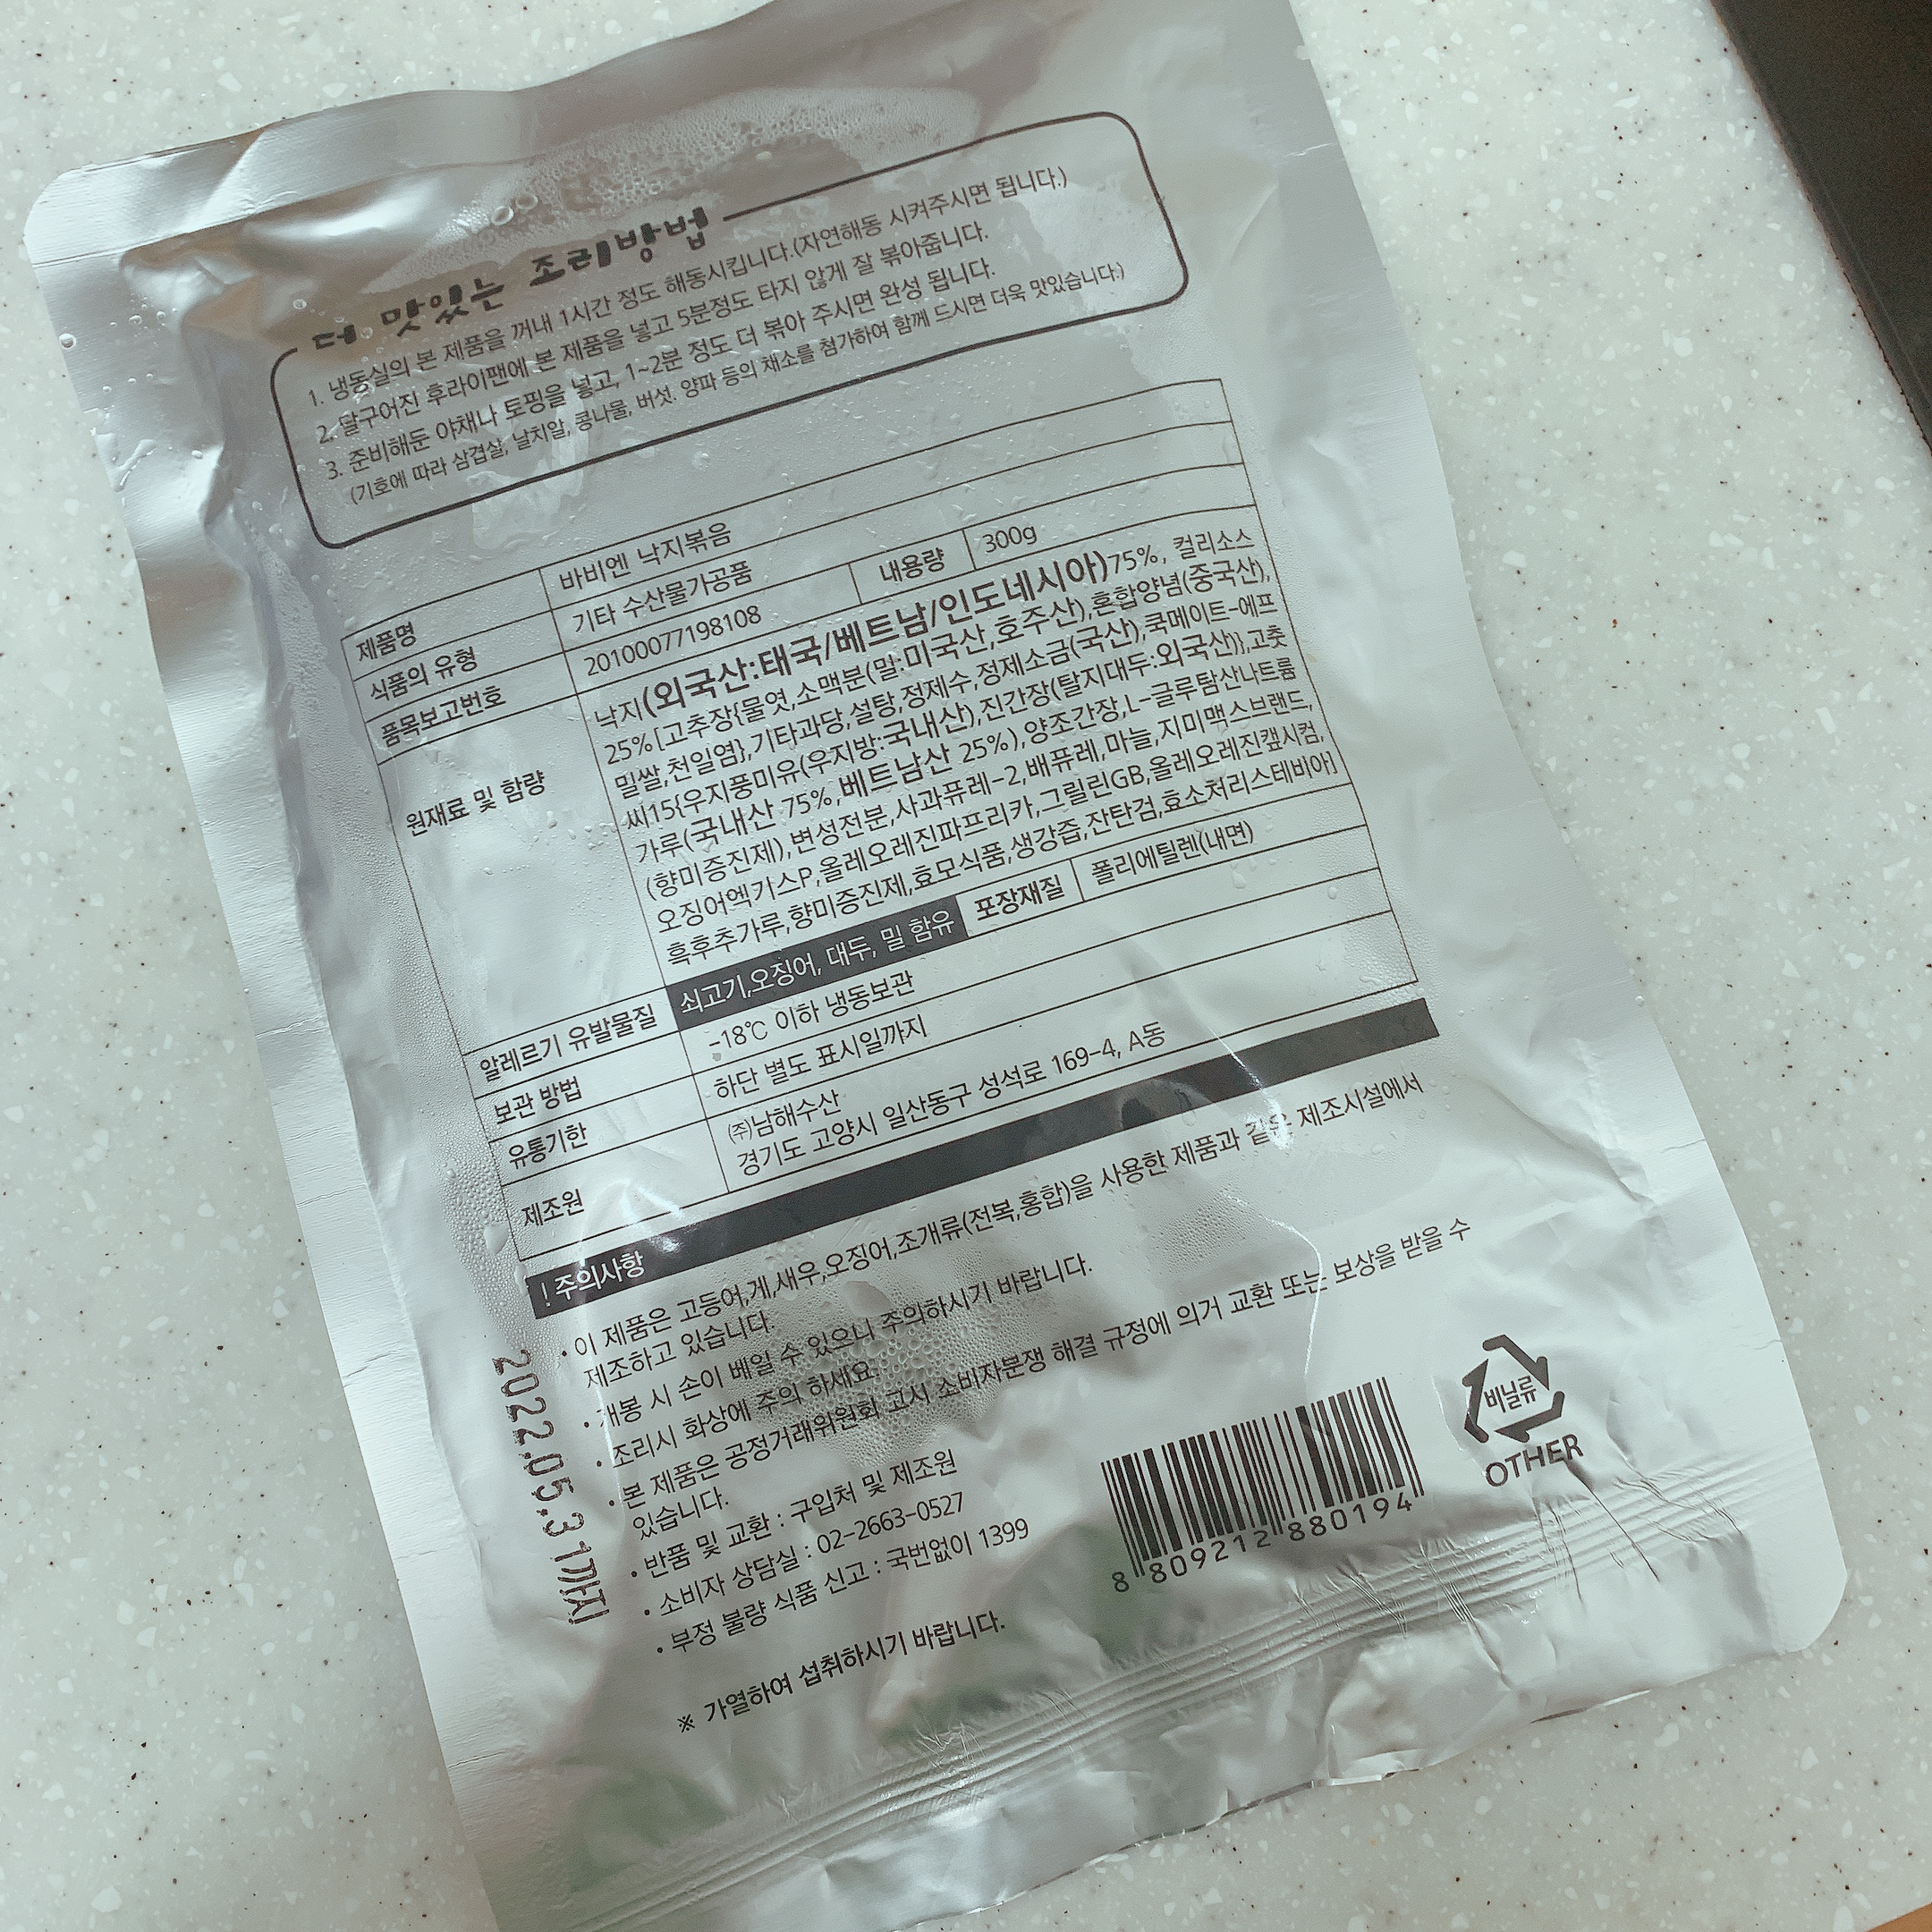 더 맛있는 조리방법
1. 냉동실의 본 제품을 꺼내 1시간 정도 해동시킵니다.(자연해동 시켜주시면 됩니다.)
2. 달구어진 후라이팬에 본 제품을 넣고 5분정도 타지 않게 잘 볶아줍니다.
3. 준비해둔 야채나 토핑을 넣고, 1~2분 정도 더 볶아 주시면 완성 됩니다.
(기호에 따라 삼겹살, 날치알, 콩나물, 버섯. 양파 등의 채소를 첨가하여 함께 드시면 더욱 맛있습니다.)
제품명 바비엔 낙지볶음
식품의 유형 기타 수산물가공품
품목보고번호 20100077198108 내용량 300g
원재료 및 함량
낙지(외국산:태국/베트남/인도네시아)75%, 컬리소스
25%[고추장{물엿,소맥분(밀:미국산,호주산),혼합양념(중국산),
밀쌀,천일염},기타과당,설탕,정제수,정제소금(국산),쿡메이트-에프
씨15{우지풍미유(우지방:국내산),진간장(탈지대두:외국산)},고춧
가루(국내산 75%,베트남산 25%),양조간장,L-글루탐산나트륨
(향미증진제),변성전분,사과퓨레-2,배퓨레,마늘,지미맥스브랜드,
오징어엑기스P,올레오레진파프리카,그릴린GB,올레오레진캪시컴,
흑후추가루,향미증진제,효모식품,생강즙,잔탄검,효소처리스테비아]
알레르기 유발물질 쇠고기,오징어, 대두, 밀 함유 포장재질 폴리에틸렌(내면)
보관 방법 -18℃ 이하 냉동보관
유통기한 하단 별도 표시일까지
제조원 ㈜남해수산
경기도 고양시 일산동구 성석로 169-4, A동
! 주의사항
• 이 제품은 고등어,게,새우,오징어,조개류(전복,홍합)을 사용한 제품과 같은 제조시설에서
제조하고 있습니다.
• 개봉 시 손이 베일 수 있으니 주의하시기 바랍니다.
• 조리시 화상에 주의 하세요.
• 본 제품은 공정거래위원회 고시 소비자분쟁 해결 규정에 의거 교환 또는 보상을 받을 수
있습니다.
• 반품 및 교환 : 구입처 및 제조원
• 소비자 상담실 : 02-2663-0527
• 부정 불량 식품 신고 : 국번없이 1399
※ 가열하여 섭취하시기 바랍니다.
2022.05.31까지
8 809212 880194
비닐류
OTHER